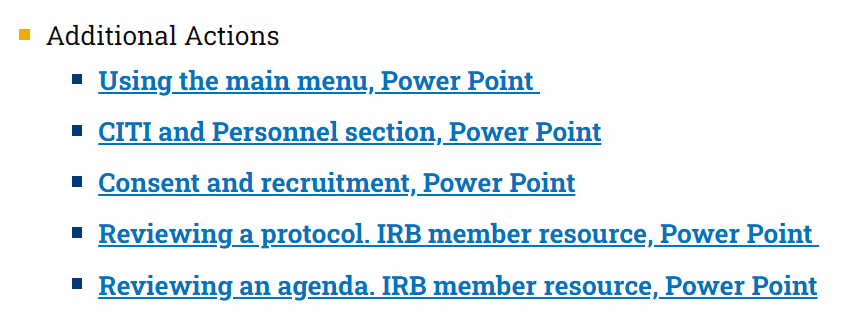 Additional Actions
Using the main menu, Power Point
CITI and Personnel section, Power Point
Consent and recruitment, Power Point
Reviewing a protocol. IRB member resource, Power Point
Reviewing an agenda. IRB member resource, Power Point